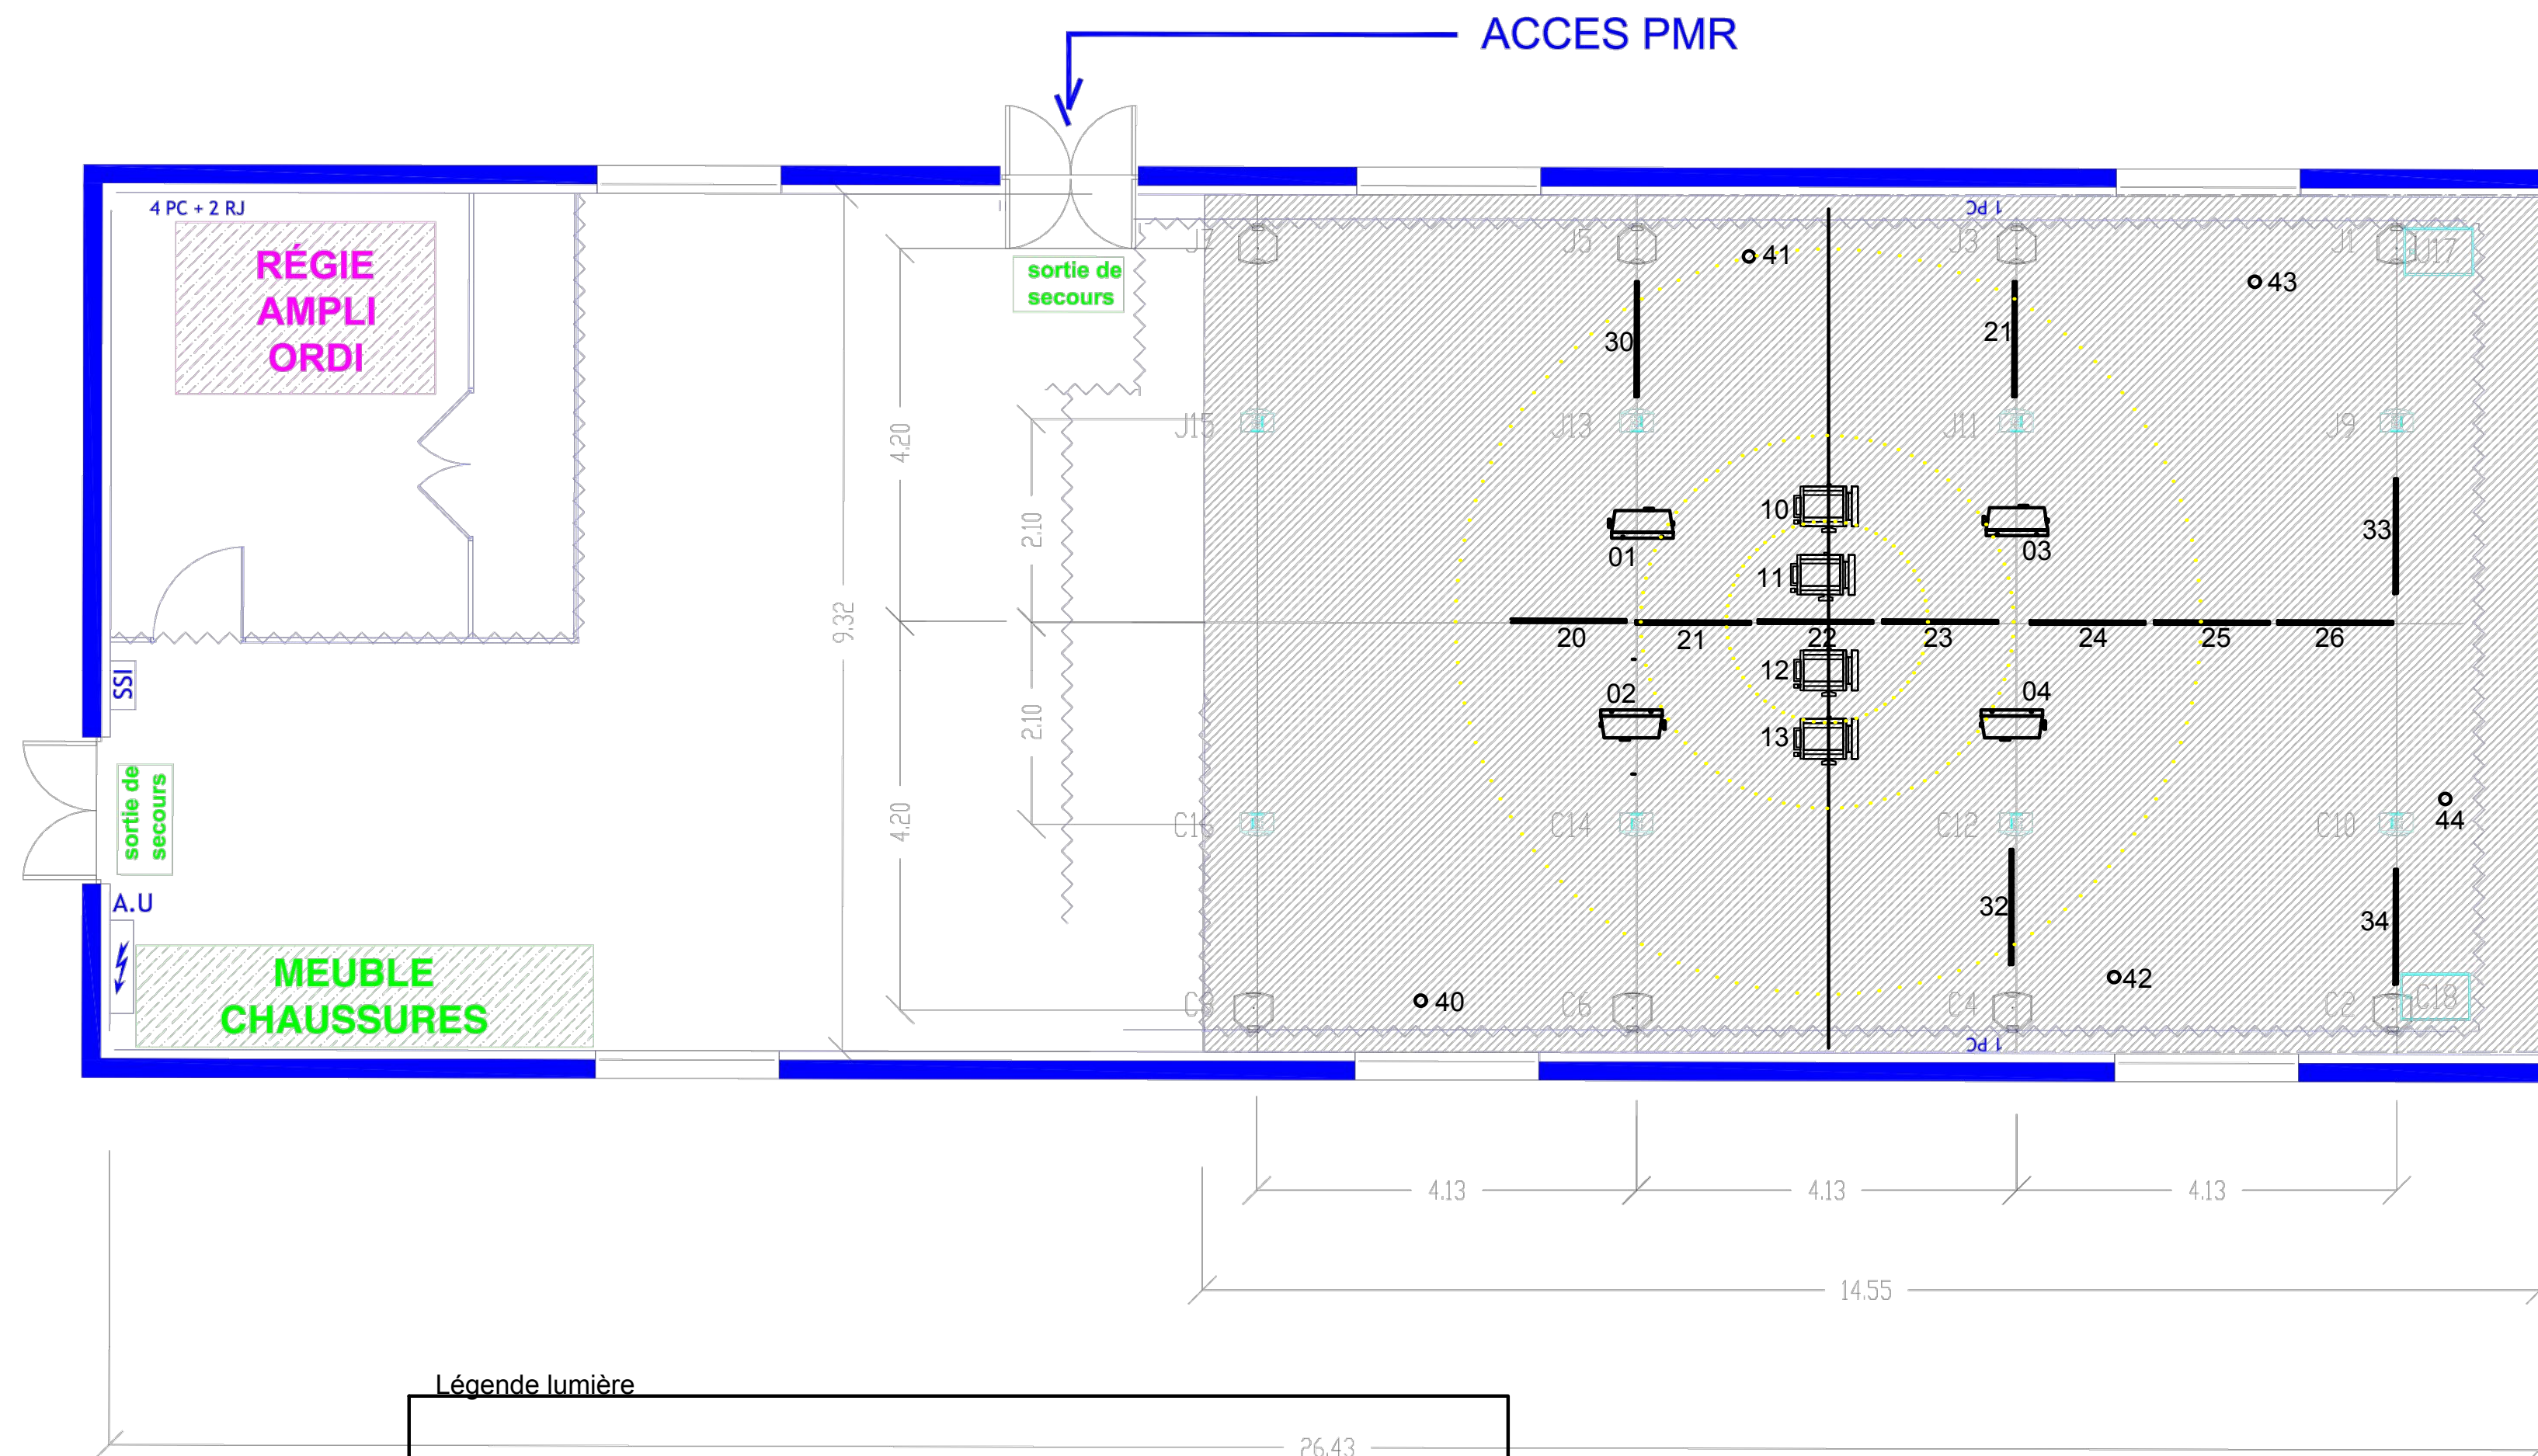 ACCES PMR
4 PC + 2 RJ
RÉGIE
AMPLI
ORDI
sortie de
secours
1 PC
J7
J5
J3
J1
J17
41
43
30
21
J15
J13
J11
J9
4.20
2.10
9.32
10
01
03
11
33
20
21
22
23
24
25
26
SSI
12
02
04
13
2.10
4.20
sortie de
secours
C16
C14
C12
C10
44
A.U
32
34
MEUBLE
CHAUSSURES
40
42
C8
C6
C4
C2
C18
1 PC
4.13
4.13
4.13
14.55
Légende lumière
26.43